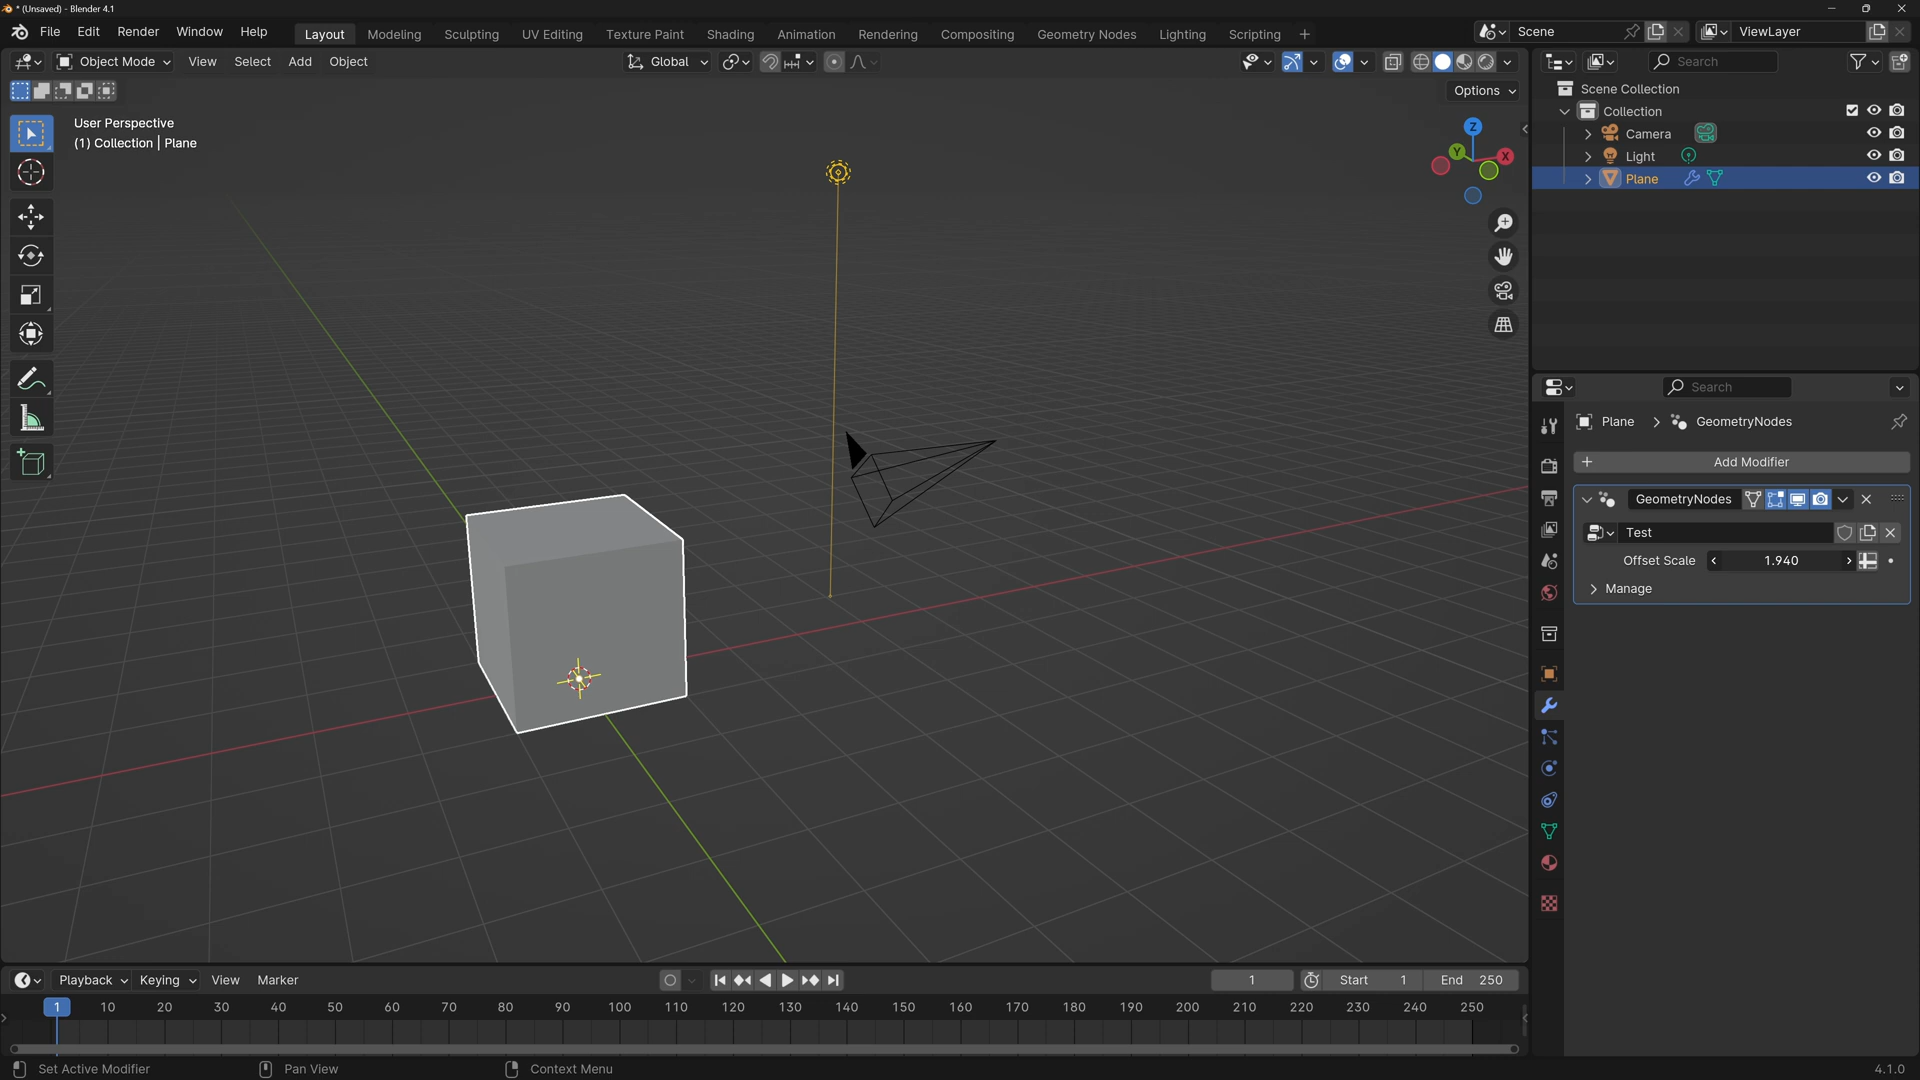 * (Unsaved) - Blender 4.1
File Edit Render Window Help Layout Modeling Sculpting UV Editing Texture Paint Shading Animation Rendering Compositing Geometry Nodes Lighting Scripting + Scene ViewLayer
Object Mode View Select Add Object Global Search
Options
User Perspective
(1) Collection | Plane
Z
Y
X
Scene Collection
Collection
Camera
Light
Plane
Search
Plane > GeometryNodes
+ Add Modifier
GeometryNodes
Test
Offset Scale 1.940
Manage
Playback Keying View Marker 1 Start 1 End 250
1 10 20 30 40 50 60 70 80 90 100 110 120 130 140 150 160 170 180 190 200 210 220 230 240 250
Set Active Modifier Pan View Context Menu 4.1.0